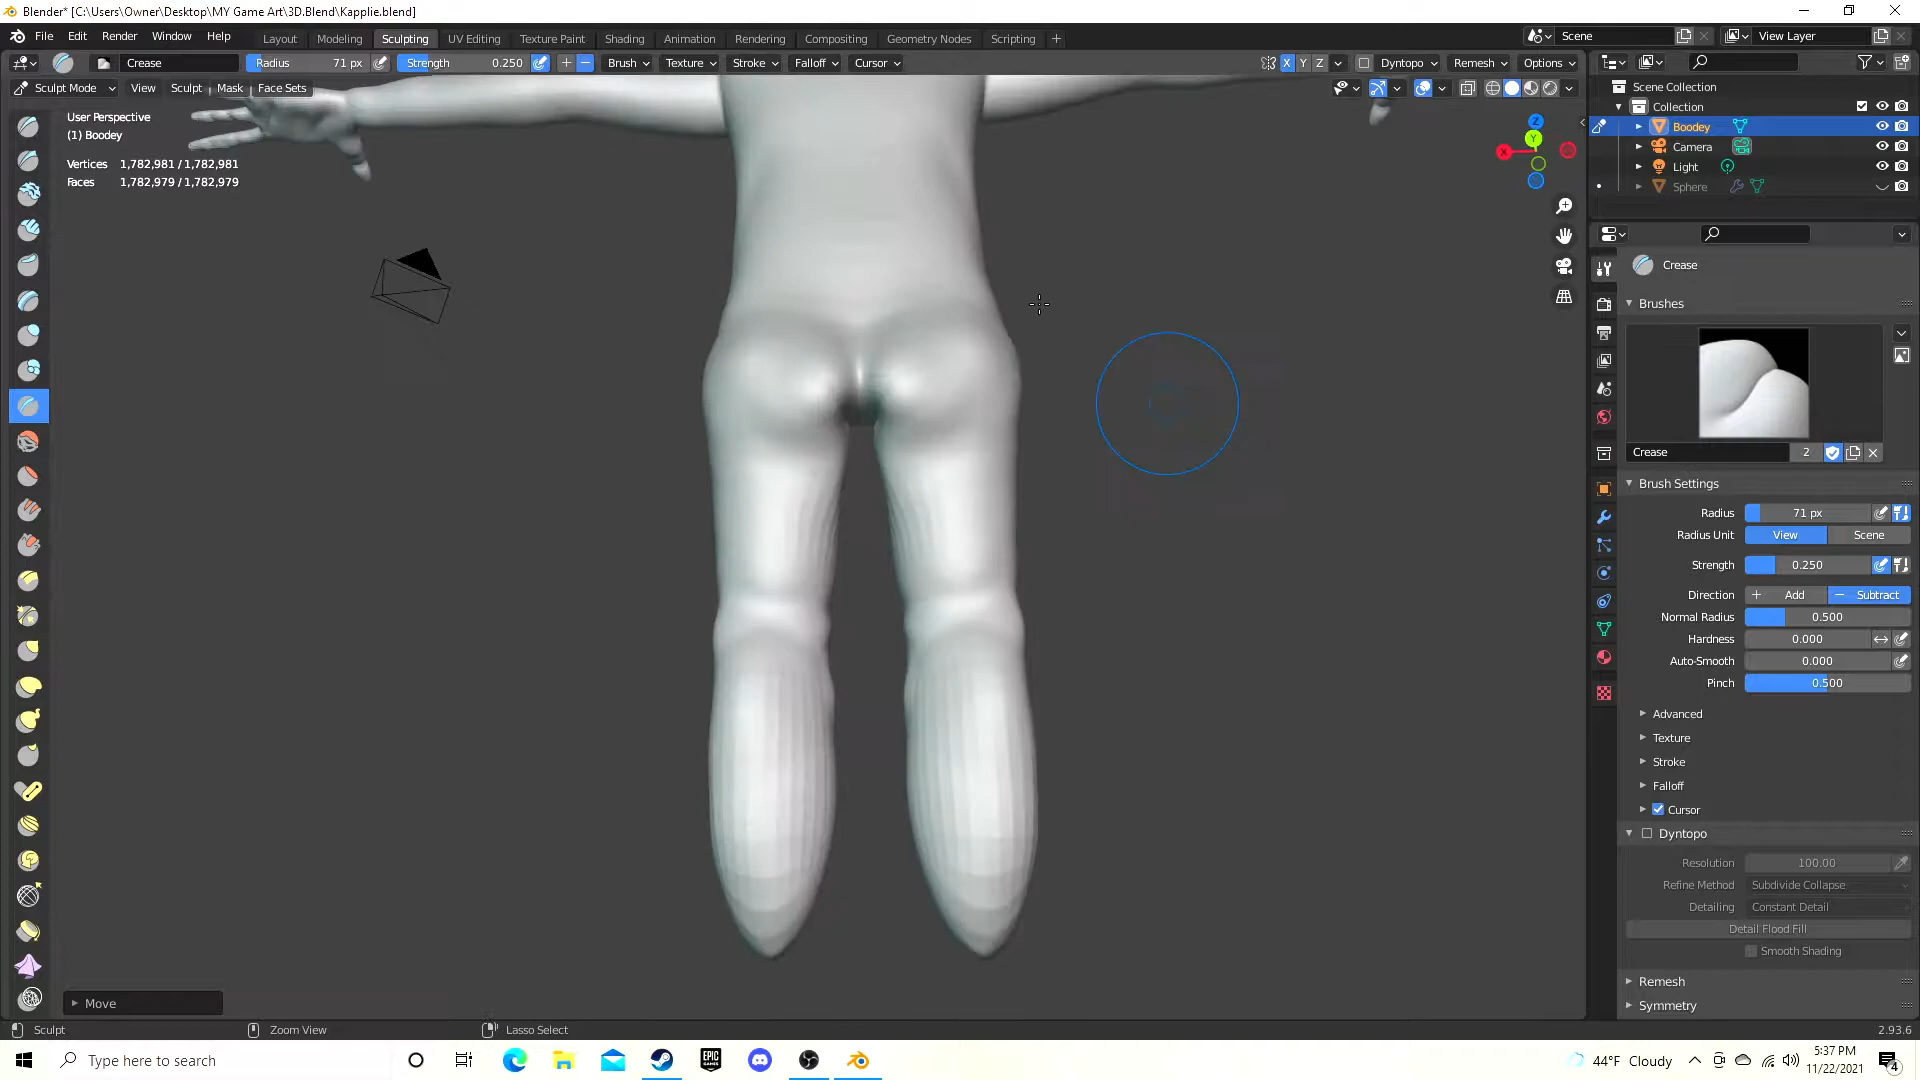 Blender* [C:\Users\Owner\Desktop\MY Game Art\3D.Blend\Kapplie.blend]
File Edit Render Window Help Layout Modeling Sculpting UV Editing Texture Paint Shading Animation Rendering Compositing Geometry Nodes Scripting + Scene View Layer
Crease Radius 71 px Strength 0.250 Brush Texture Stroke Falloff Cursor X Y Z Dyntopo Remesh Options
Sculpt Mode View Sculpt Mask Face Sets
Scene Collection
Collection
Boodey
Camera
Light
Sphere
User Perspective
(1) Boodey
Vertices 1,782,981 / 1,782,981
Faces 1,782,979 / 1,782,979
Z
Y
X
Crease
Brushes
Crease 2
Brush Settings
Radius 71 px
Radius Unit View Scene
Strength 0.250
Direction + Add − Subtract
Normal Radius 0.500
Hardness 0.000
Auto-Smooth 0.000
Pinch 0.500
Advanced
Texture
Stroke
Falloff
Cursor
Dyntopo
Resolution 100.00
Refine Method Subdivide Collapse
Detailing Constant Detail
Detail Flood Fill
Smooth Shading
Remesh
Symmetry
Move
Sculpt Zoom View Lasso Select 2.93.6
Type here to search EPIC GAMES 44°F Cloudy 5:37 PM
11/22/2021 4